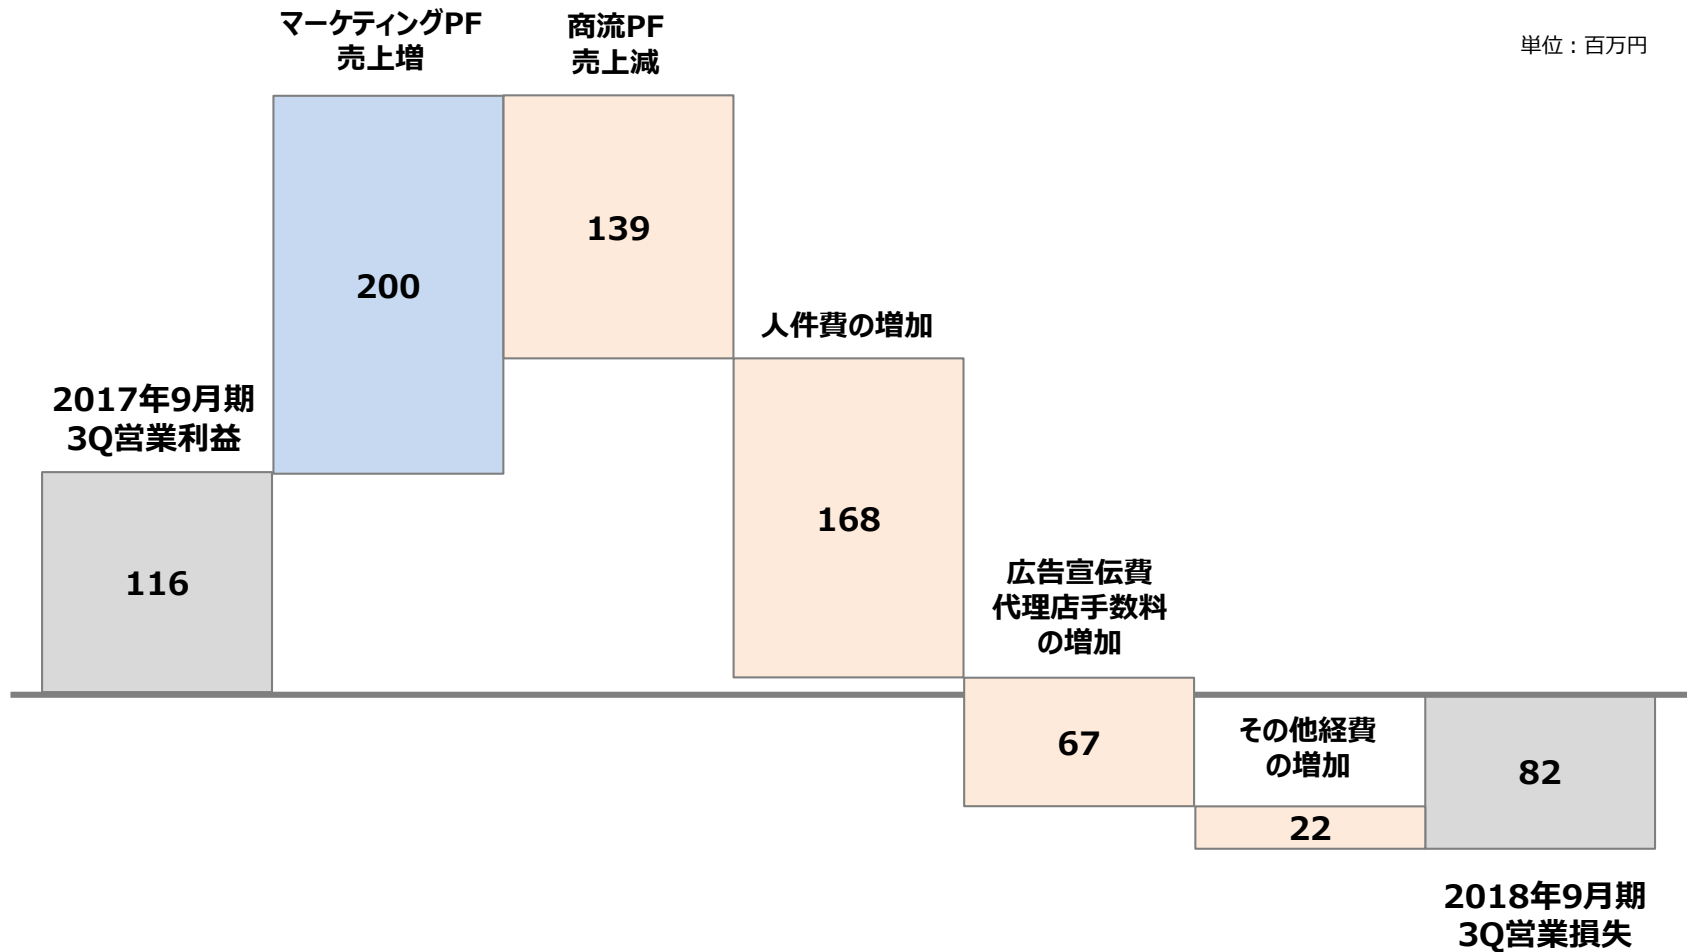 マーケティングPF
売上増
商流PF
売上減
単位：百万円
139
200
人件費の増加
2017年9月期
3Q営業利益
168
116
広告宣伝費
代理店手数料
の増加
67
その他経費
の増加
82
22
2018年9月期
3Q営業損失